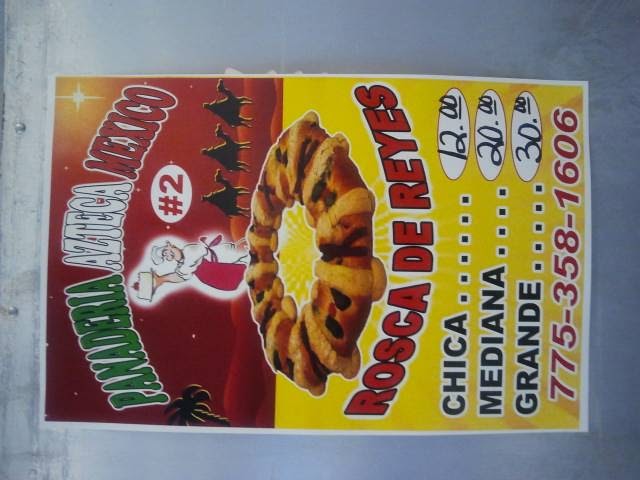 PANADERIA AZTECA MEXICO
#2
ROSCA DE REYES
CHICA...... 12.00
MEDIANA.... 20.00
GRANDE..... 30.00
775-358-1606